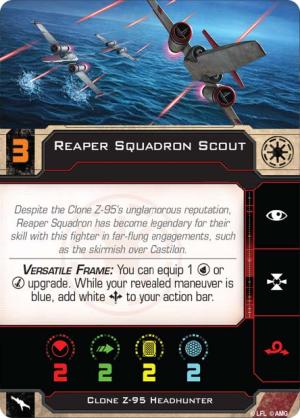 3
Reaper Squadron Scout
Despite the Clone Z-95's unglamorous reputation,
Reaper Squadron has become legendary for their
skill with this fighter in far-flung engagements, such
as the skirmish over Castilon.
Versatile Frame: You can equip 1 or
upgrade. While your revealed maneuver is
blue, add white to your action bar.
2 2 2 2
Clone Z-95 Headhunter
© LFL © AMG